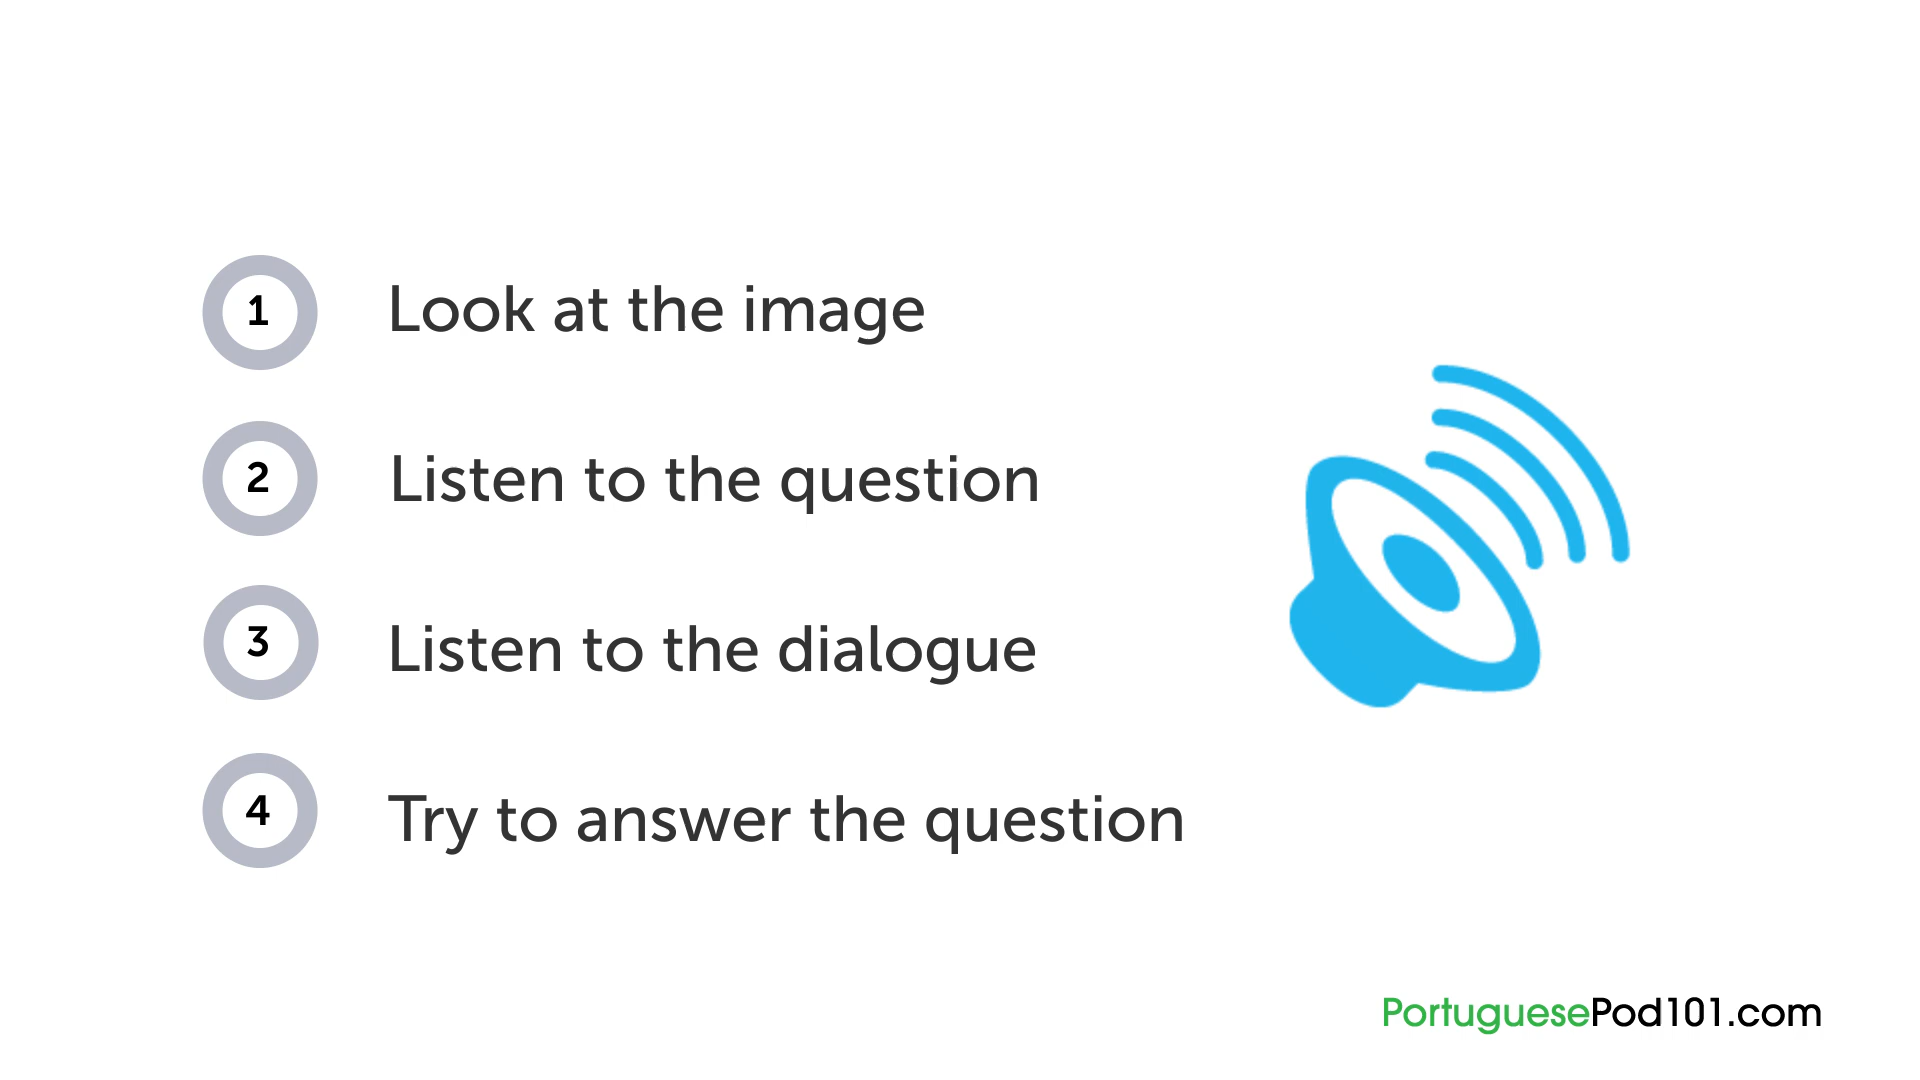 1 Look at the image
2 Listen to the question
3 Listen to the dialogue
4 Try to answer the question
PortuguesePod101.com